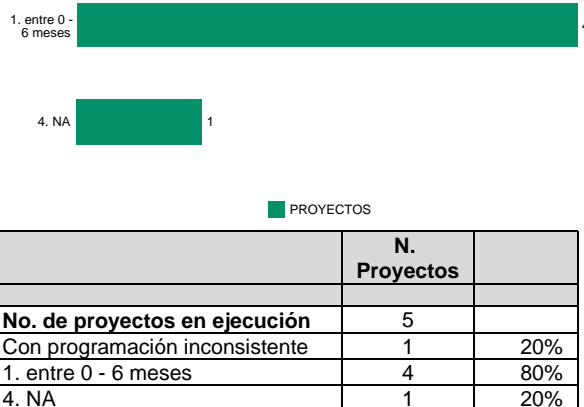 1. entre 0 -
6 meses
4
4. NA
1
PROYECTOS
N.
Proyectos
No. de proyectos en ejecución 5
Con programación inconsistente 1 20%
1. entre 0 - 6 meses 4 80%
4. NA 1 20%